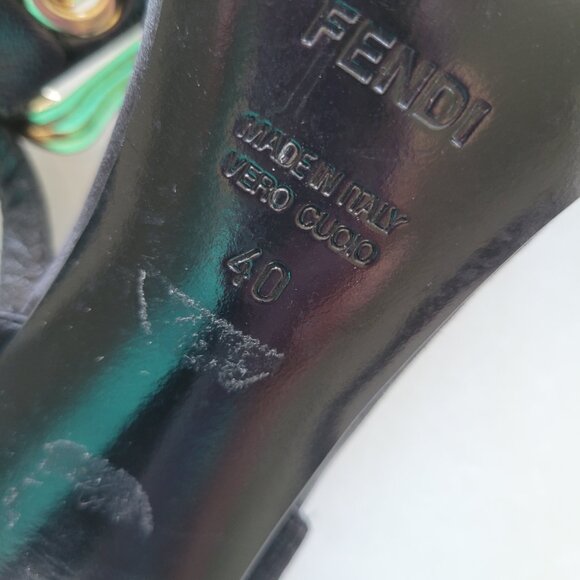 FENDI
MADE IN ITALY
VERO CUOIO
40